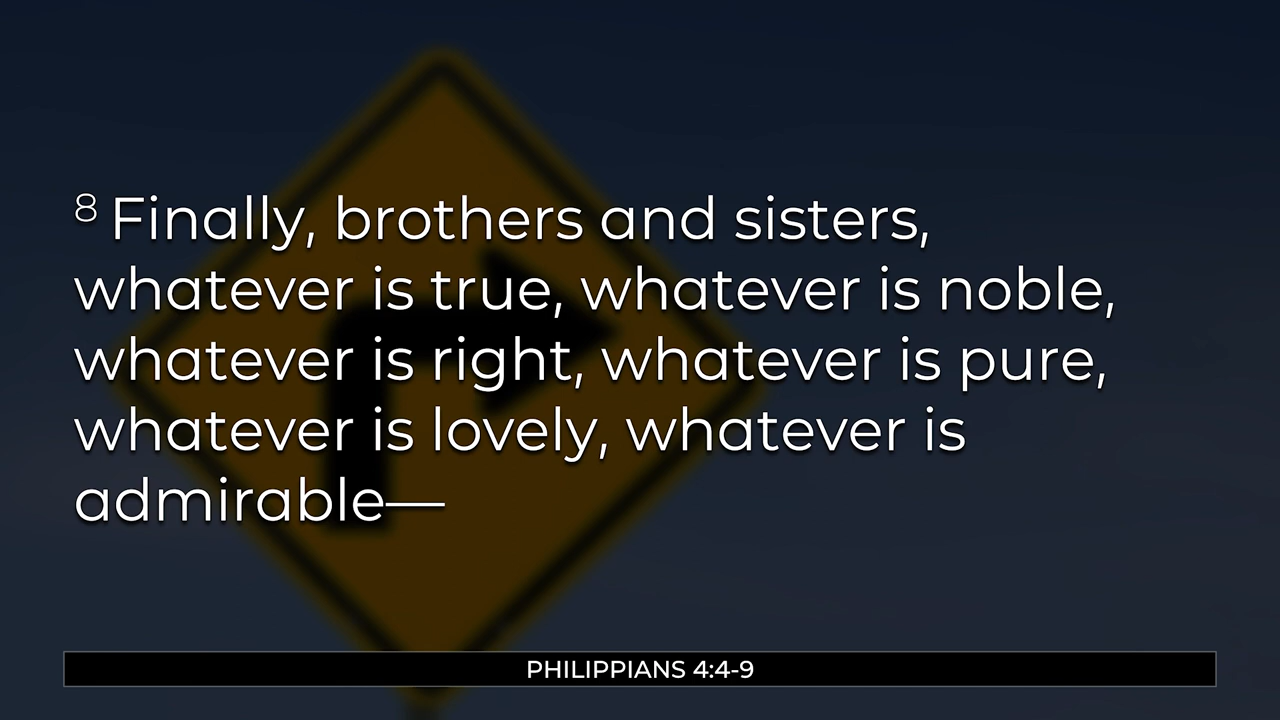 8 Finally, brothers and sisters,
whatever is true, whatever is noble,
whatever is right, whatever is pure,
whatever is lovely, whatever is
admirable—
PHILIPPIANS 4:4-9